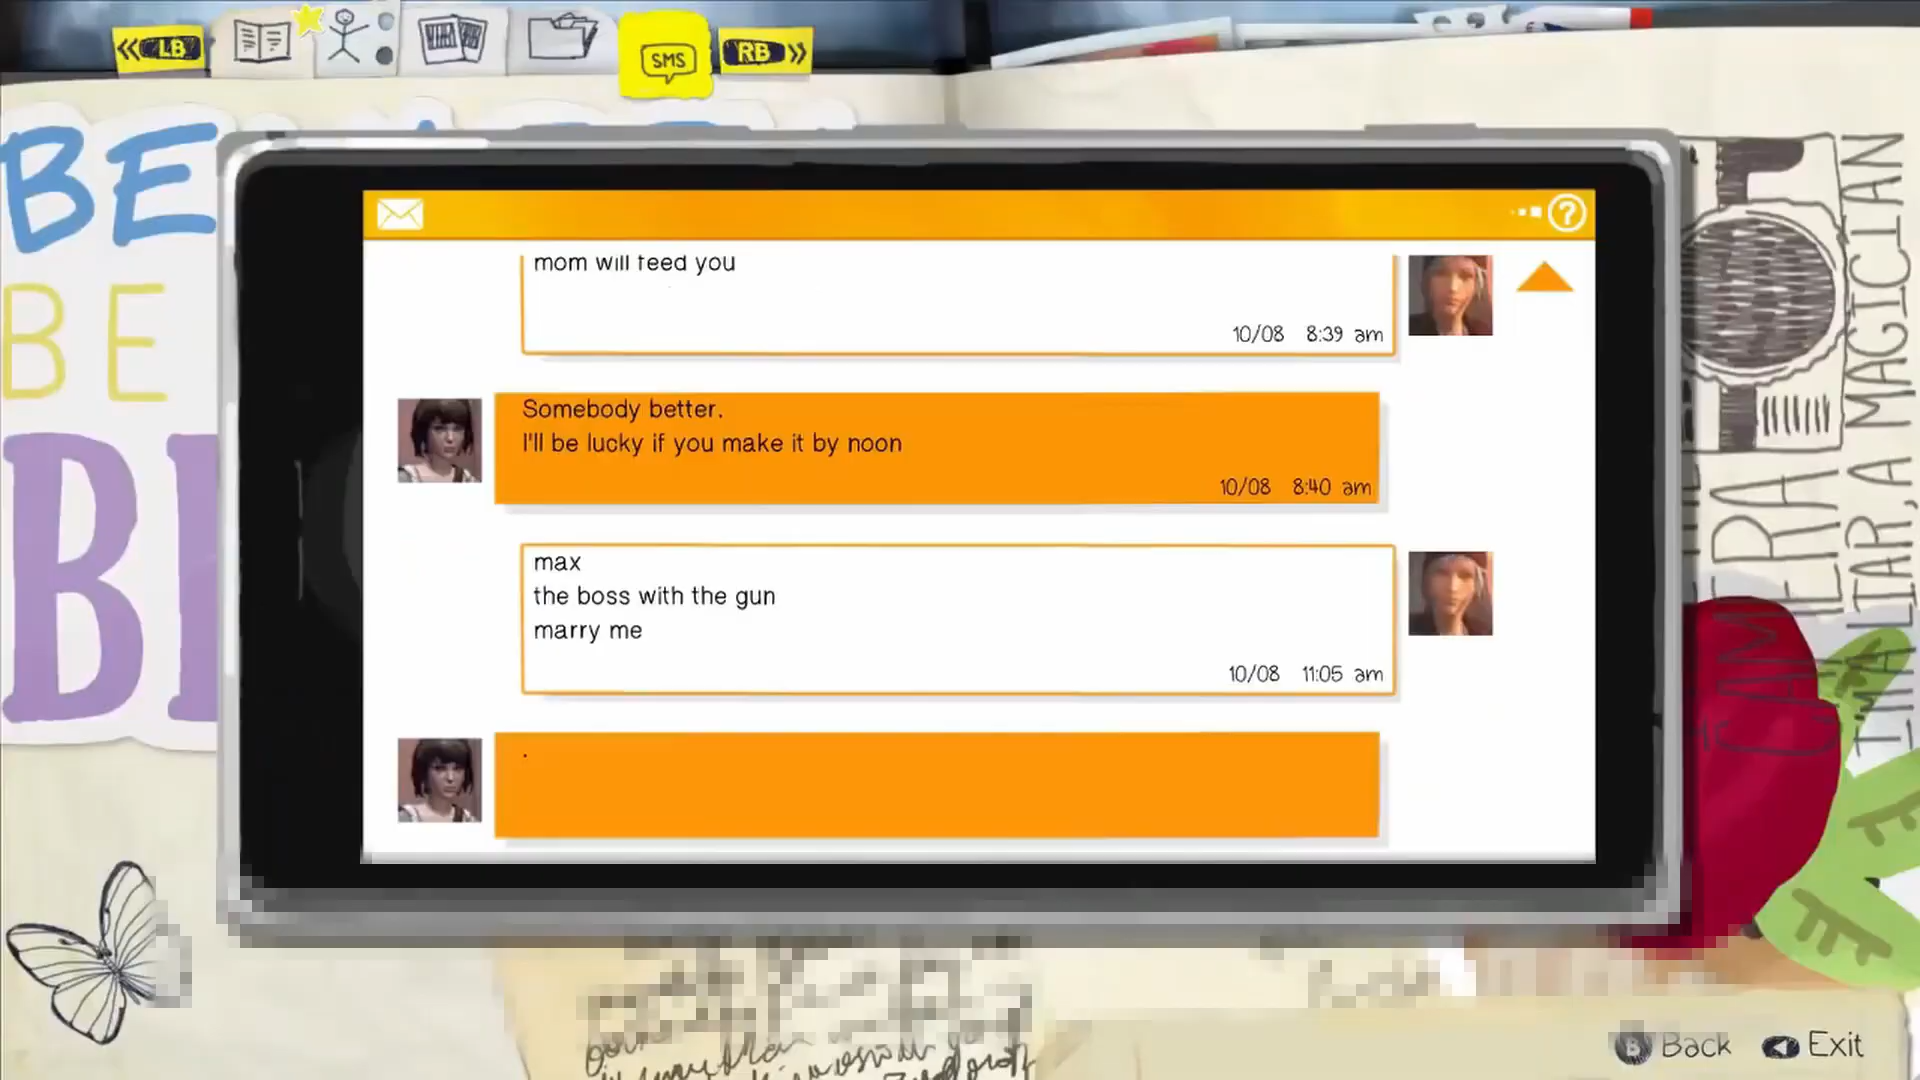 LB
SMS
RB
BE
BE
?
mom will feed you
10/08 8:39 am
Somebody better.
I'll be lucky if you make it by noon
10/08 8:40 am
max
the boss with the gun
marry me
10/08 11:05 am
.
A LIAR, A MAGICIAN
B Back
Exit